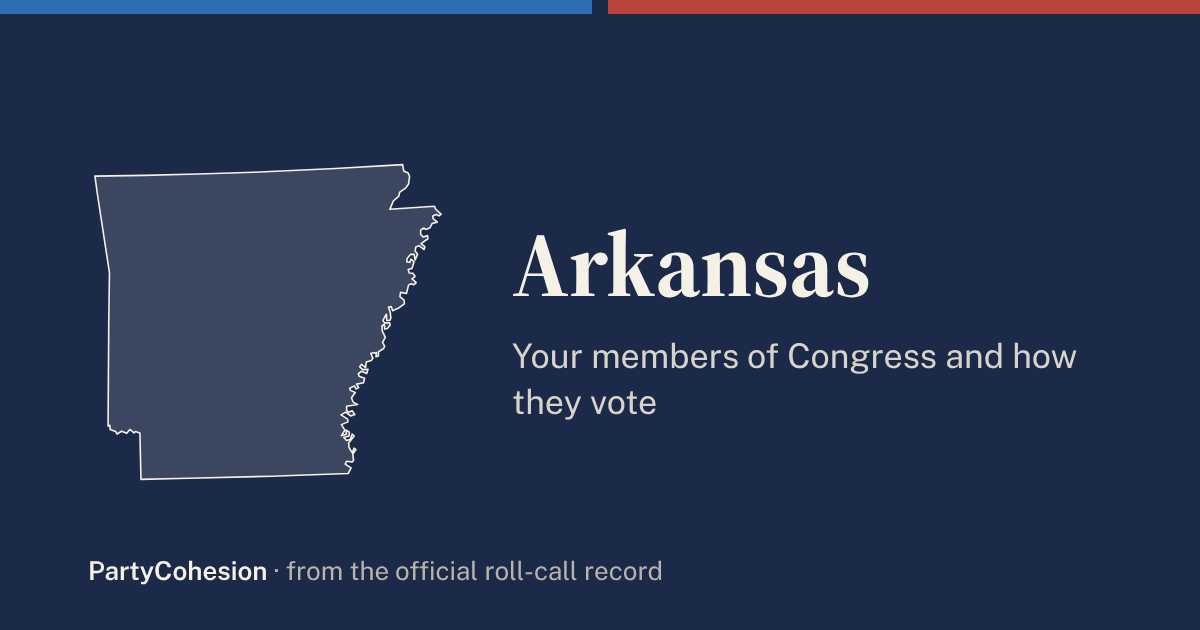 Arkansas
Your members of Congress and how
they vote
PartyCohesion · from the official roll-call record